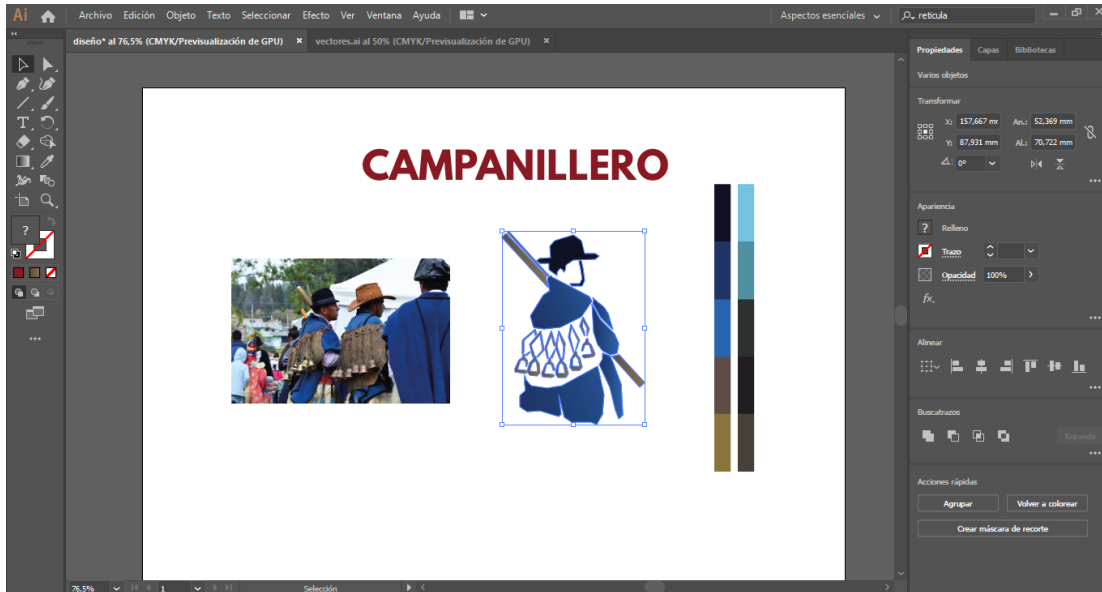 Ai Archivo Edición Objeto Texto Seleccionar Efecto Ver Ventana Ayuda Aspectos esenciales reticula
diseño* al 76,5% (CMYK/Previsualización de GPU) × vectores.ai al 50% (CMYK/Previsualización de GPU) ×
Propiedades Capas Bibliotecas
Varios objetos
Transformar
X: 157,667 mr An.: 52,369 mm
Y: 87,931 mm Al.: 70,722 mm
0°
CAMPANILLERO
Apariencia
? Relleno
Trazo
Opacidad 100%
fx.
Alinear
Buscatrazos
Expandir
Acciones rápidas
Agrupar Volver a colorear
Crear máscara de recorte
76,5% 1 Selección